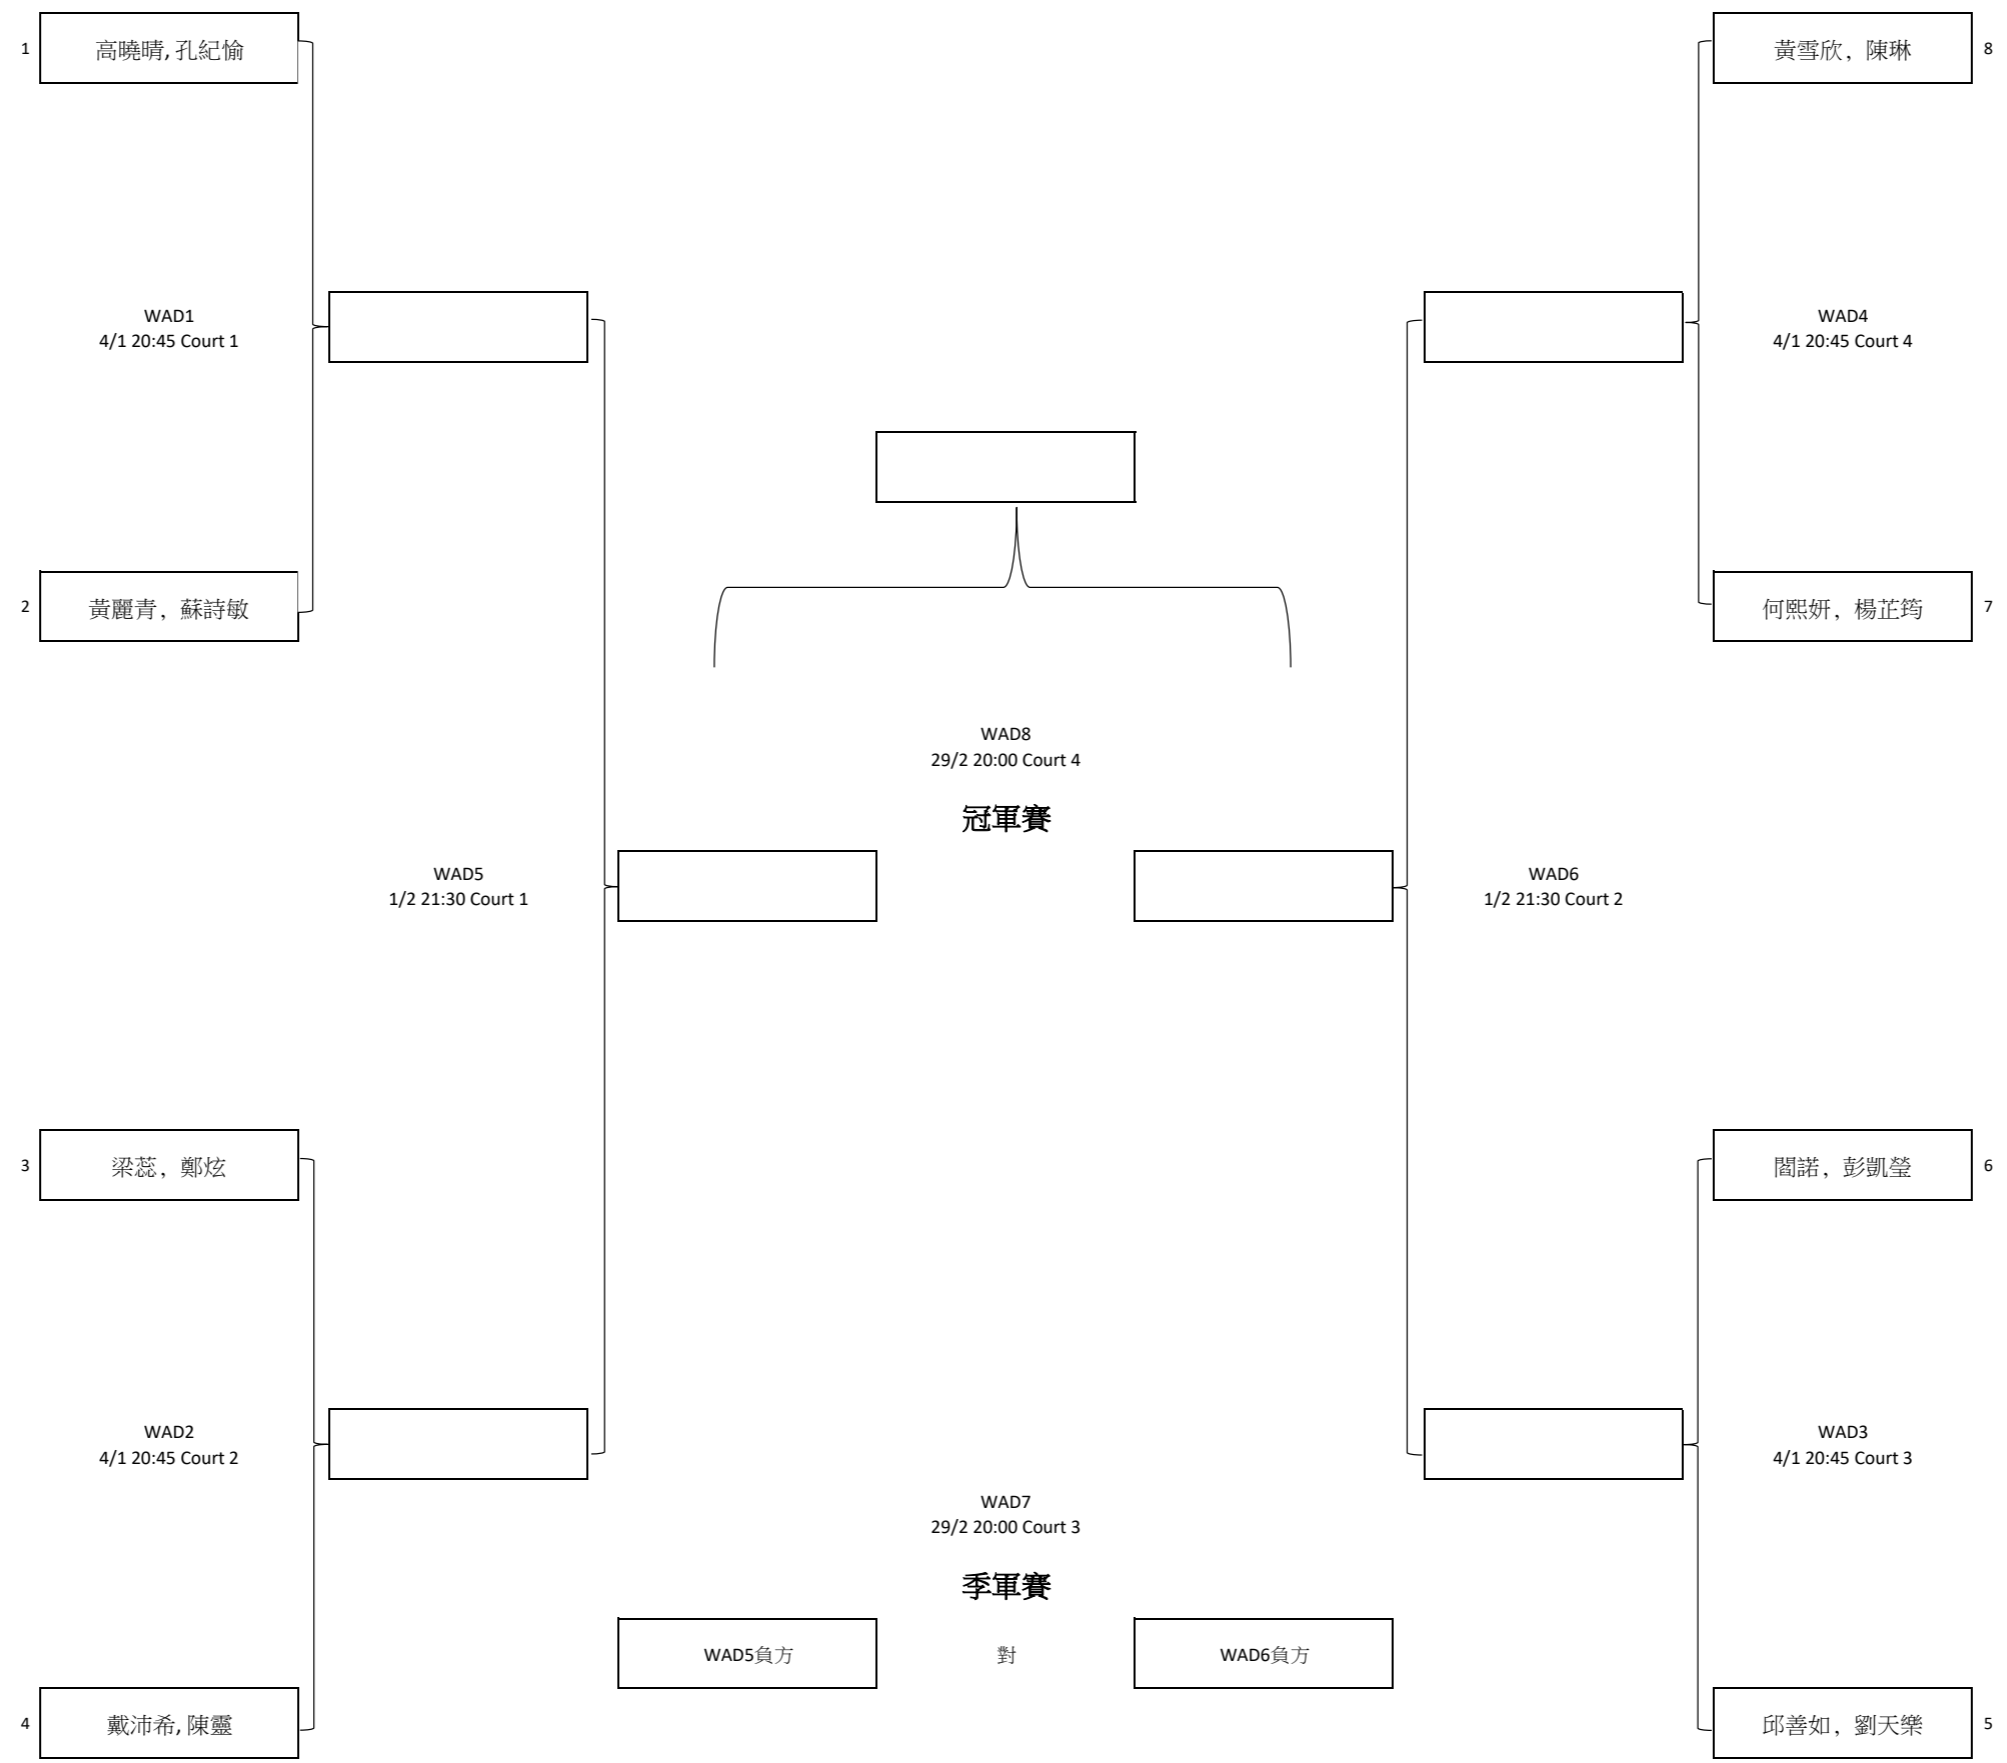 1
高曉晴, 孔紀愉
黃雪欣，陳琳
8
WAD1
4/1 20:45 Court 1
WAD4
4/1 20:45 Court 4
2
黃麗青，蘇詩敏
何熙妍，楊芷筠
7
WAD8
29/2 20:00 Court 4
冠軍賽
WAD5
1/2 21:30 Court 1
WAD6
1/2 21:30 Court 2
3
梁蕊，鄭炫
閻諾，彭凱瑩
6
WAD2
4/1 20:45 Court 2
WAD3
4/1 20:45 Court 3
WAD7
29/2 20:00 Court 3
季軍賽
WAD5負方
對
WAD6負方
4
戴沛希, 陳靈
邱善如，劉天樂
5